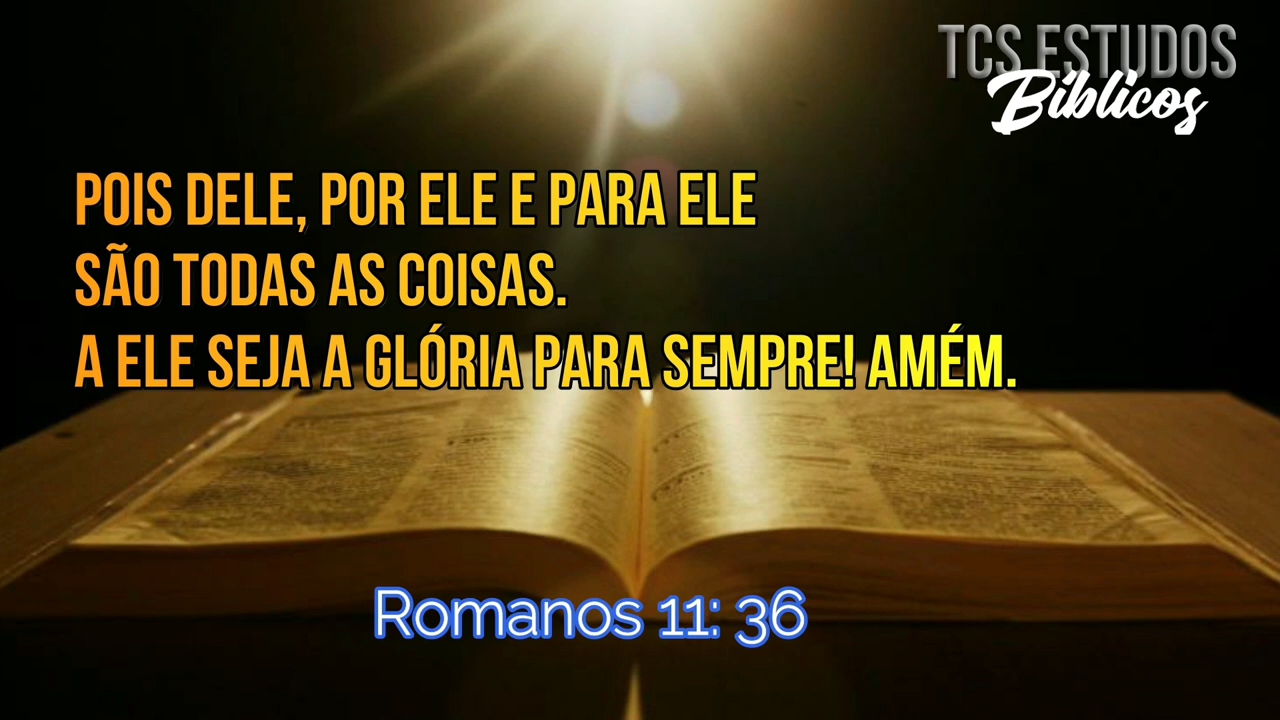 TCS ESTUDOS
Bíblicos
POIS DELE, POR ELE E PARA ELE
SÃO TODAS AS COISAS.
A ELE SEJA A GLÓRIA PARA SEMPRE! AMÉM.
Romanos 11: 36